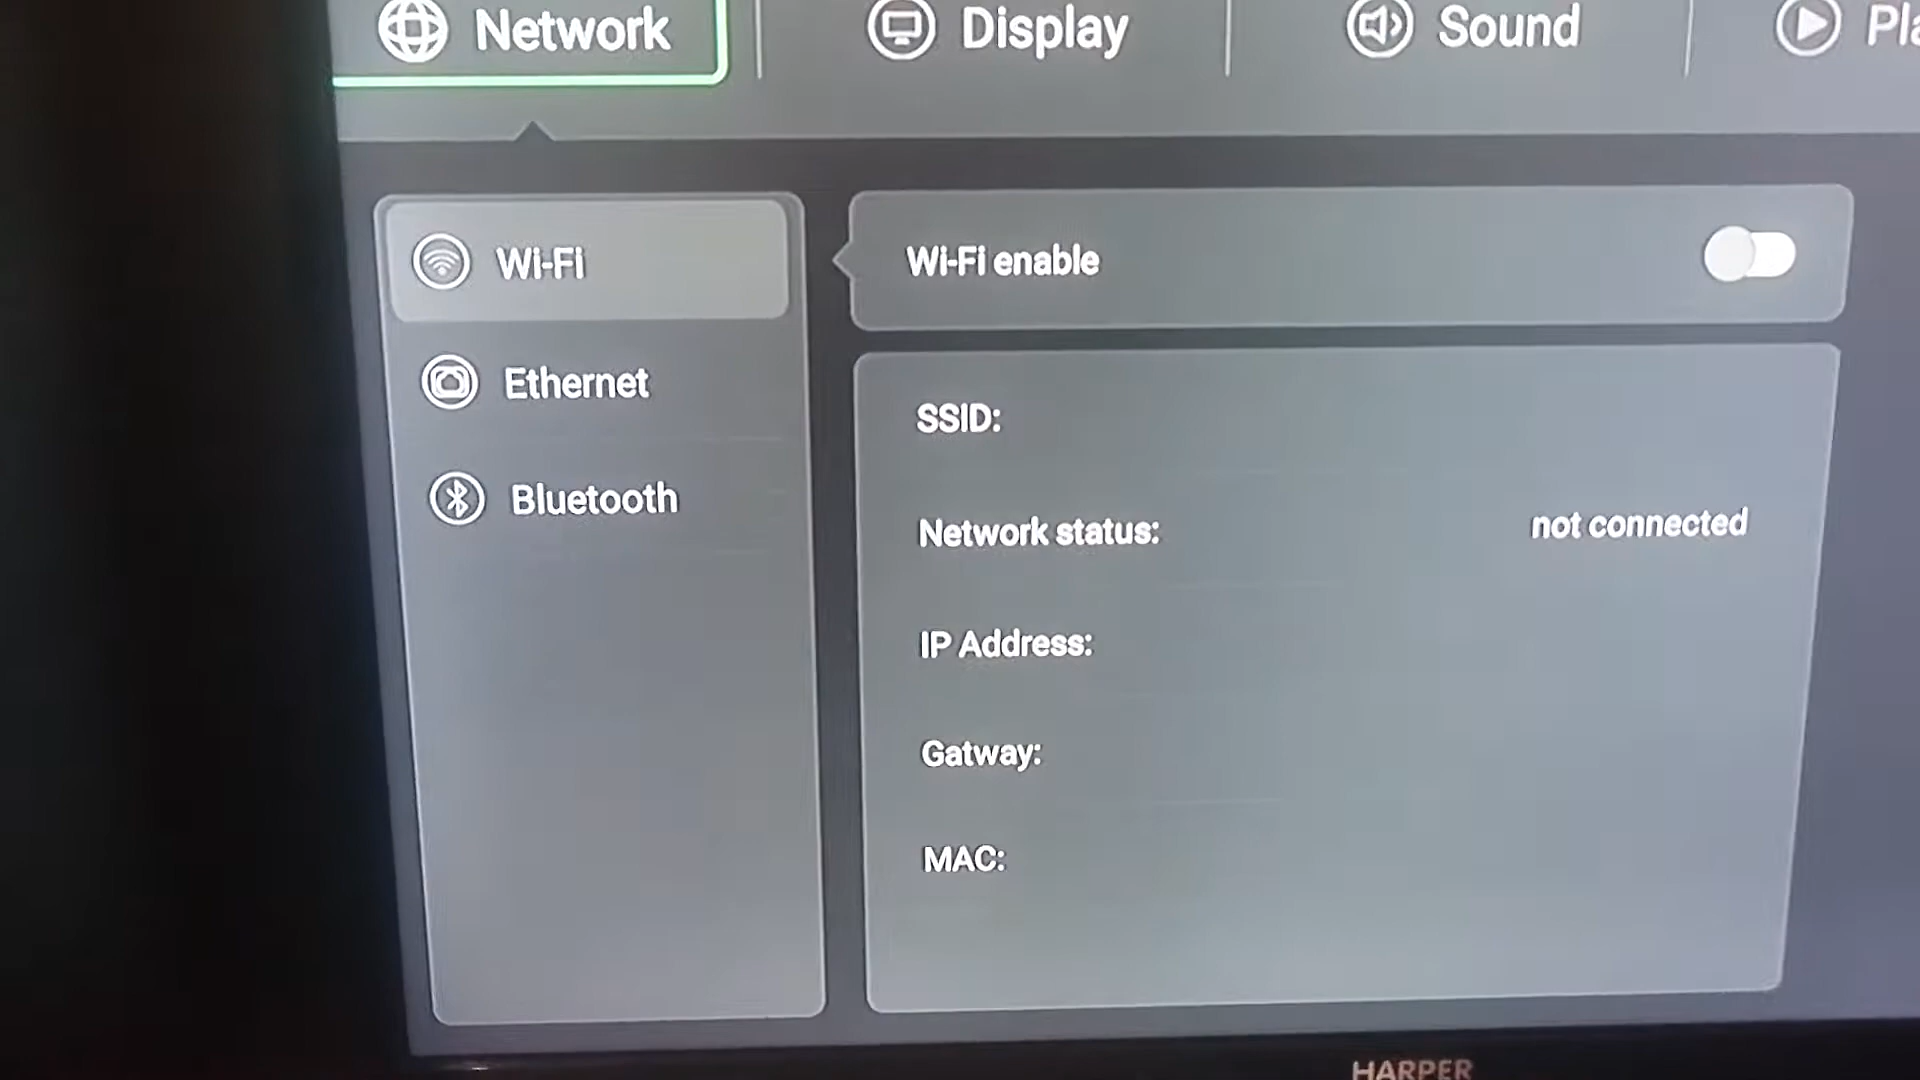 Network
Display
Sound
Wi-Fi
Ethernet
Bluetooth
Wi-Fi enable
SSID:
Network status: not connected
IP Address:
Gatway:
MAC:
HARPER